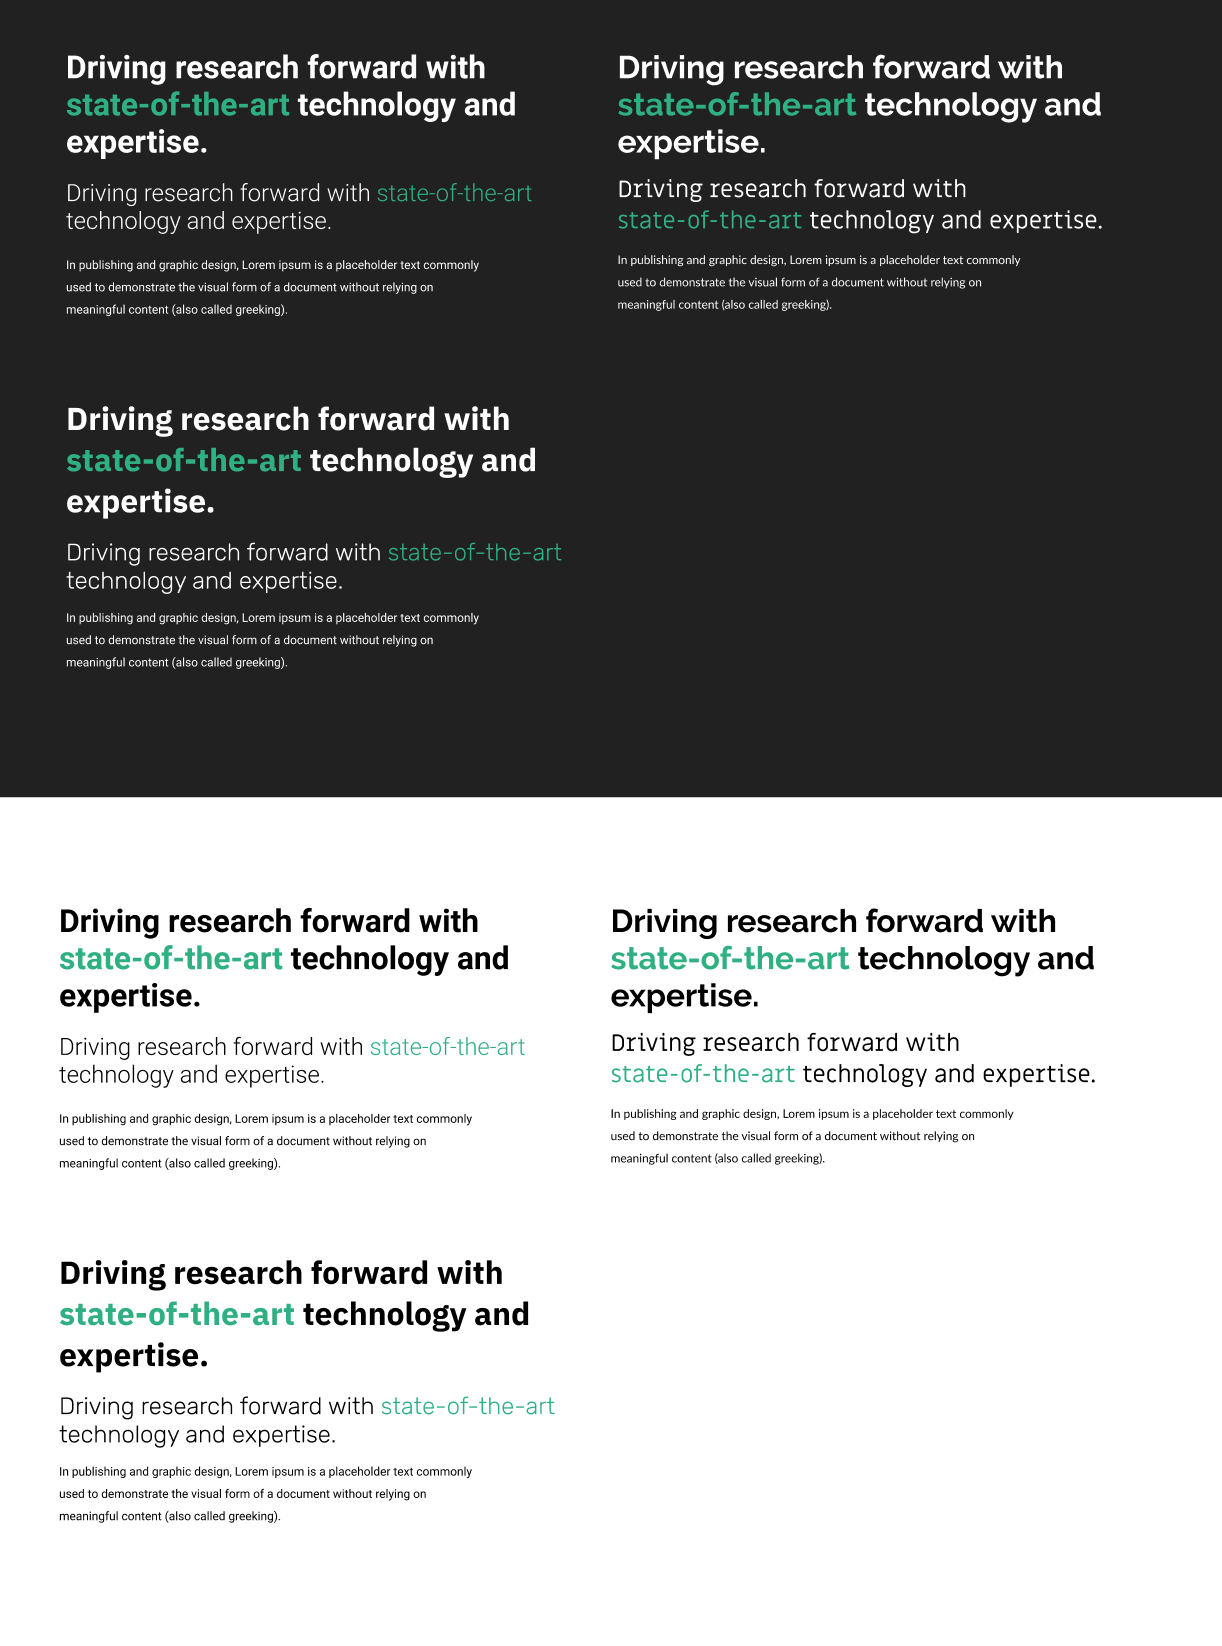 Driving research forward with
state-of-the-art technology and
expertise.
Driving research forward with state-of-the-art
technology and expertise.
In publishing and graphic design, Lorem ipsum is a placeholder text commonly
used to demonstrate the visual form of a document without relying on
meaningful content (also called greeking).
Driving research forward with
state-of-the-art technology and
expertise.
Driving research forward with
state-of-the-art technology and expertise.
In publishing and graphic design, Lorem ipsum is a placeholder text commonly
used to demonstrate the visual form of a document without relying on
meaningful content (also called greeking).
Driving research forward with
state-of-the-art technology and
expertise.
Driving research forward with state-of-the-art
technology and expertise.
In publishing and graphic design, Lorem ipsum is a placeholder text commonly
used to demonstrate the visual form of a document without relying on
meaningful content (also called greeking).
Driving research forward with
state-of-the-art technology and
expertise.
Driving research forward with state-of-the-art
technology and expertise.
In publishing and graphic design, Lorem ipsum is a placeholder text commonly
used to demonstrate the visual form of a document without relying on
meaningful content (also called greeking).
Driving research forward with
state-of-the-art technology and
expertise.
Driving research forward with
state-of-the-art technology and expertise.
In publishing and graphic design, Lorem ipsum is a placeholder text commonly
used to demonstrate the visual form of a document without relying on
meaningful content (also called greeking).
Driving research forward with
state-of-the-art technology and
expertise.
Driving research forward with state-of-the-art
technology and expertise.
In publishing and graphic design, Lorem ipsum is a placeholder text commonly
used to demonstrate the visual form of a document without relying on
meaningful content (also called greeking).